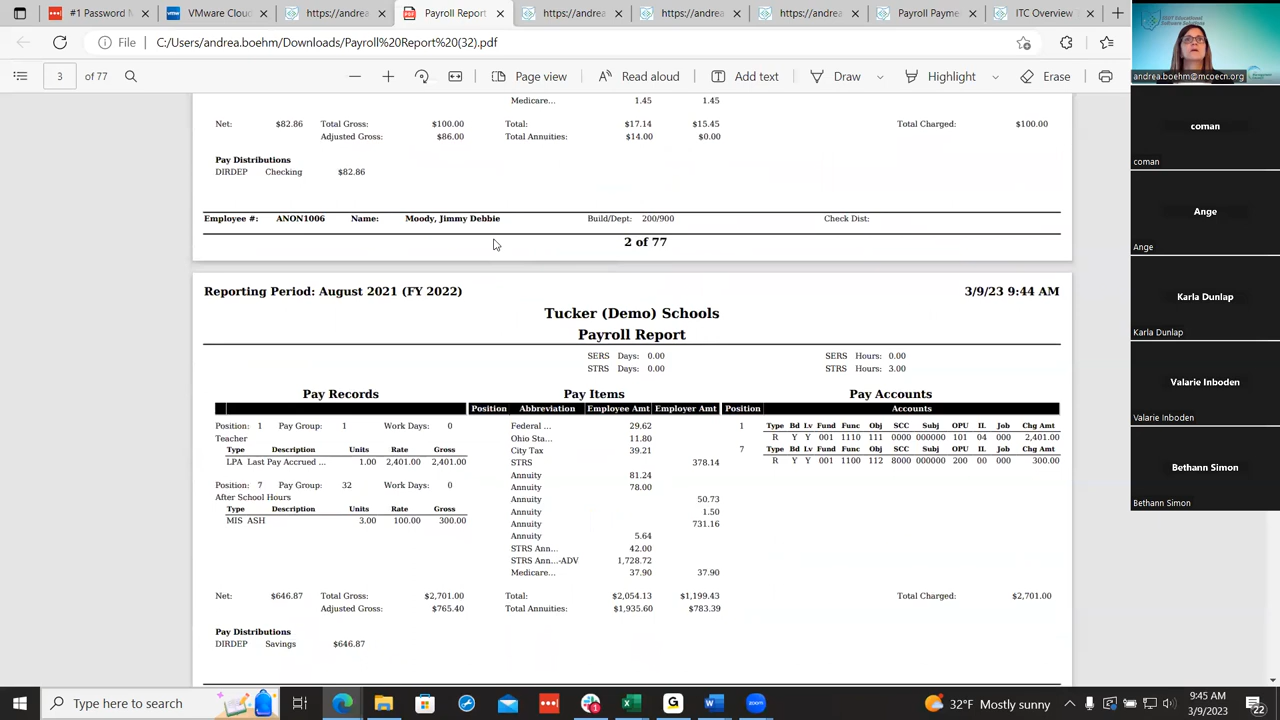 #1 Password
VMware
Payroll Report
https://
https://andrea
https://andrea
Payroll Payme
ITC Overview
File C:/Users/andrea.boehm/Downloads/Payroll%20Report%20(32).pdf
3 of 77 Page view Read aloud Add text Draw Highlight Erase
Medicare... 1.45 1.45
Net: $82.86 Total Gross: $100.00 Total: $17.14 $15.45 Total Charged: $100.00
Adjusted Gross: $86.00 Total Annuities: $14.00 $0.00
Pay Distributions
DIRDEP Checking $82.86
Employee #: ANON1006 Name: Moody, Jimmy Debbie Build/Dept: 200/900 Check Dist:
2 of 77
Reporting Period: August 2021 (FY 2022) 3/9/23 9:44 AM
Tucker (Demo) Schools
Payroll Report
SERS Days: 0.00 SERS Hours: 0.00
STRS Days: 0.00 STRS Hours: 3.00
Pay Records Pay Items Pay Accounts
Position Abbreviation Employee Amt Employer Amt Position Accounts
Position: 1 Pay Group: 1 Work Days: 0
Teacher
Type Description Units Rate Gross
LPA Last Pay Accrued ... 1.00 2,401.00 2,401.00
Position: 7 Pay Group: 32 Work Days: 0
After School Hours
Type Description Units Rate Gross
MIS ASH 3.00 100.00 300.00
Federal ... 29.62
Ohio Sta... 11.80
City Tax 39.21
STRS 378.14
Annuity 81.24
Annuity 78.00
Annuity 50.73
Annuity 1.50
Annuity 731.16
Annuity 5.64
STRS Ann... 42.00
STRS Ann...-ADV 1,728.72
Medicare... 37.90 37.90
1 Type Bd Lv Fund Func Obj SCC Subj OPU IL Job Chg Amt
R Y Y 001 1110 111 0000 000000 101 04 000 2,401.00
7 Type Bd Lv Fund Func Obj SCC Subj OPU IL Job Chg Amt
R Y Y 001 1100 112 8000 000000 200 00 000 300.00
Net: $646.87 Total Gross: $2,701.00 Total: $2,054.13 $1,199.43 Total Charged: $2,701.00
Adjusted Gross: $765.40 Total Annuities: $1,935.60 $783.39
Pay Distributions
DIRDEP Savings $646.87
andrea.boehm@mcoecn.org
coman
coman
Ange
Ange
Karla Dunlap
Karla Dunlap
Valarie Inboden
Valarie Inboden
Bethann Simon
Bethann Simon
Type here to search
32°F Mostly sunny
9:45 AM
3/9/2023
22